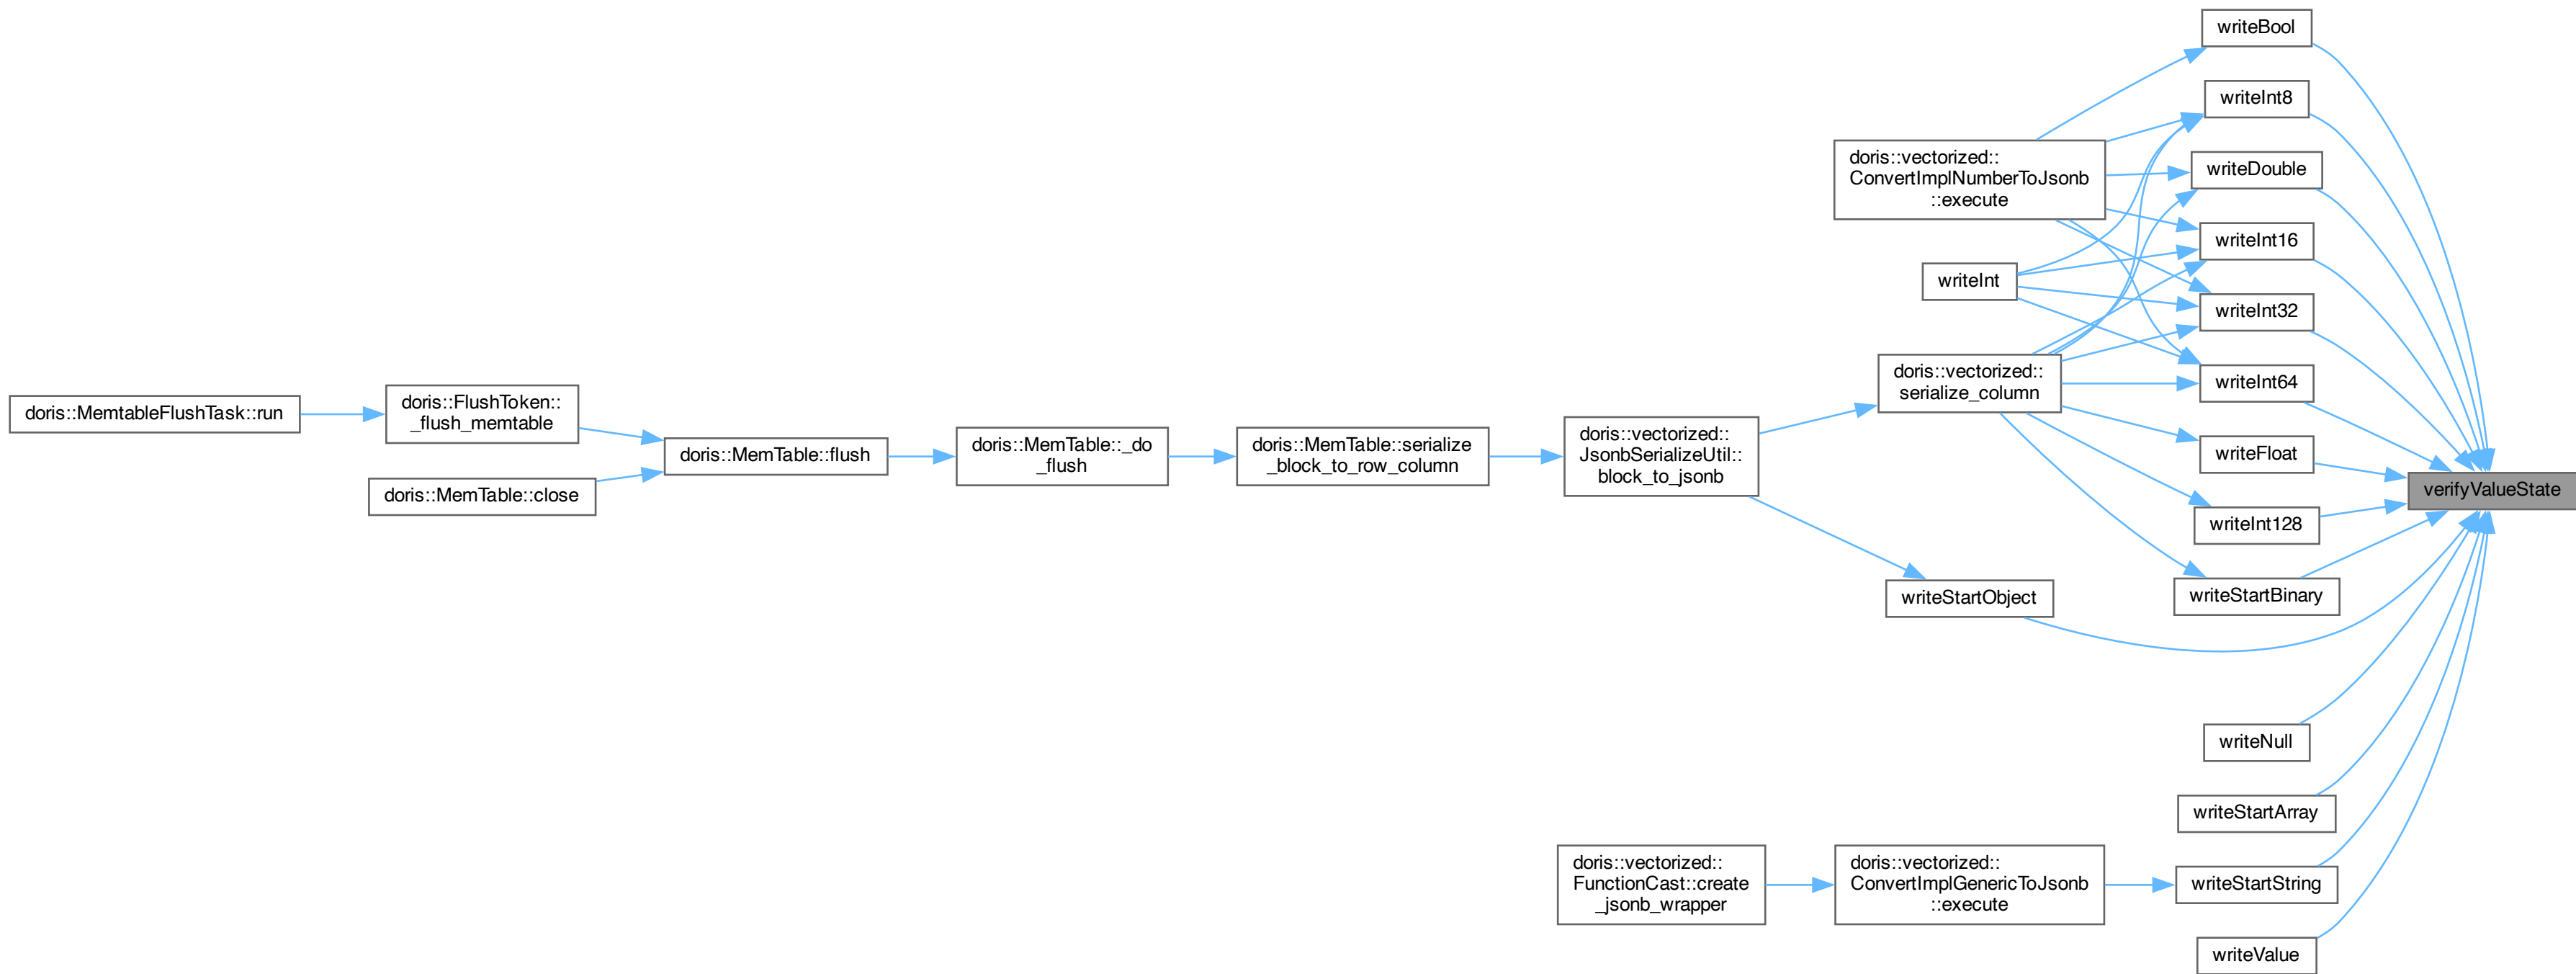 writeBool
writeInt8
doris::vectorized::
ConvertImplNumberToJsonb
::execute
writeDouble
writeInt16
writeInt
writeInt32
doris::vectorized::
serialize_column
writeInt64
doris::MemtableFlushTask::run
doris::FlushToken::
_flush_memtable
doris::MemTable::flush
doris::MemTable::close
doris::MemTable::_do
_flush
doris::MemTable::serialize
_block_to_row_column
doris::vectorized::
JsonbSerializeUtil::
block_to_jsonb
writeFloat
verifyValueState
writeInt128
writeStartObject
writeStartBinary
writeNull
writeStartArray
doris::vectorized::
FunctionCast::create
_jsonb_wrapper
doris::vectorized::
ConvertImplGenericToJsonb
::execute
writeStartString
writeValue